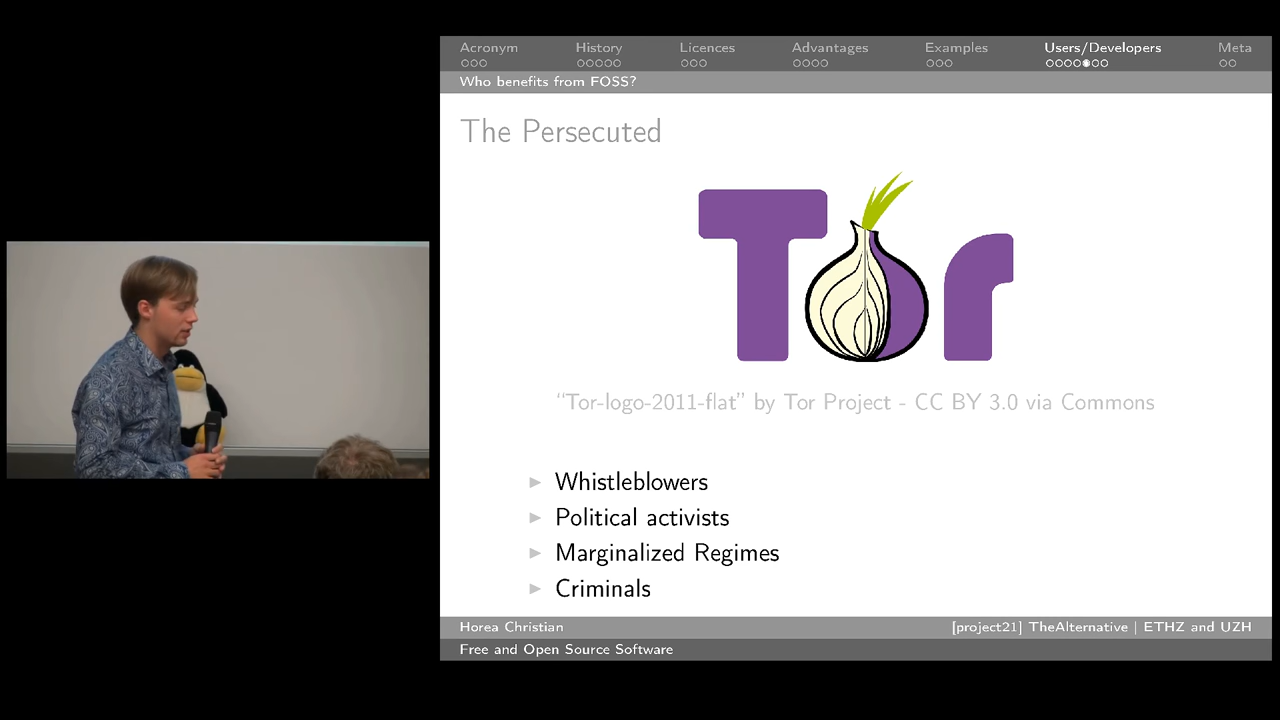 Acronym History Licences Advantages Examples Users/Developers Meta
Who benefits from FOSS?
The Persecuted
Tor
“Tor-logo-2011-flat” by Tor Project - CC BY 3.0 via Commons
Whistleblowers
Political activists
Marginalized Regimes
Criminals
Horea Christian [project21] TheAlternative | ETHZ and UZH
Free and Open Source Software